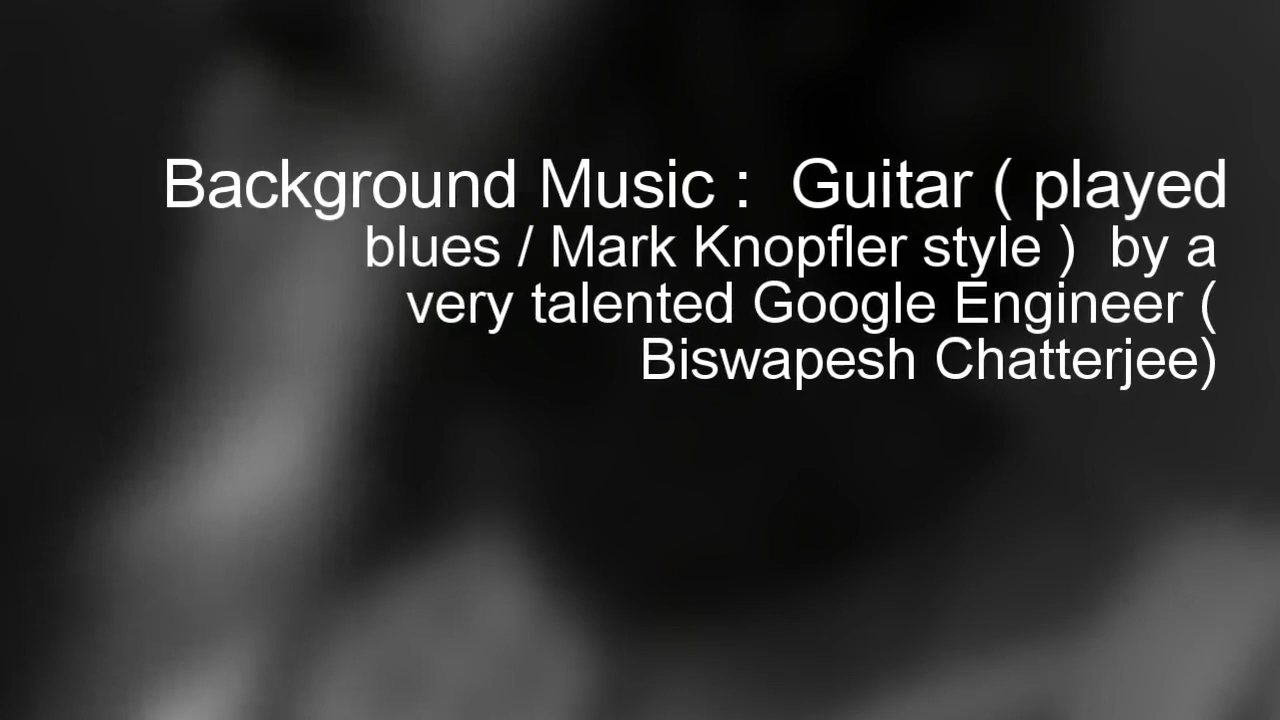 Background Music :  Guitar ( played
blues / Mark Knopfler style )  by a
very talented Google Engineer (
Biswapesh Chatterjee)